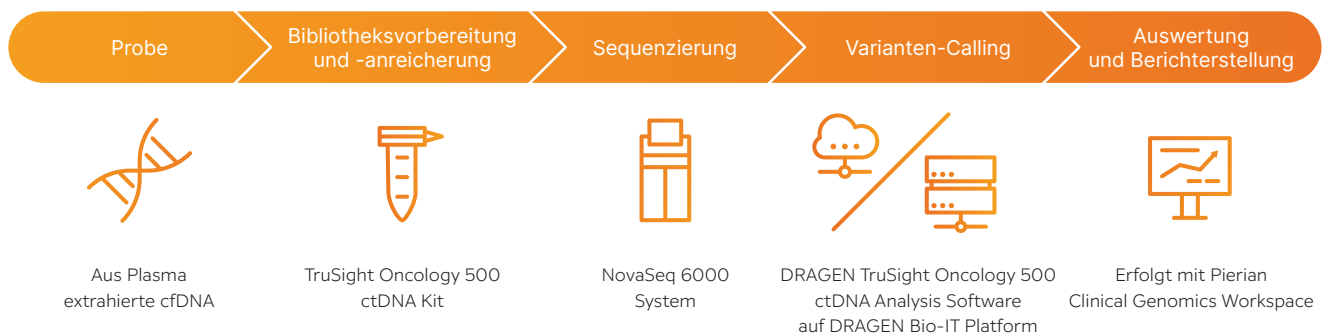 Probe
Bibliotheksvorbereitung
und -anreicherung
Sequenzierung
Varianten-Calling
Auswertung
und Berichterstellung
Aus Plasma
extrahierte cfDNA
TruSight Oncology 500
ctDNA Kit
NovaSeq 6000
System
DRAGEN TruSight Oncology 500
ctDNA Analysis Software
auf DRAGEN Bio-IT Platform
Erfolgt mit Pierian
Clinical Genomics Workspace